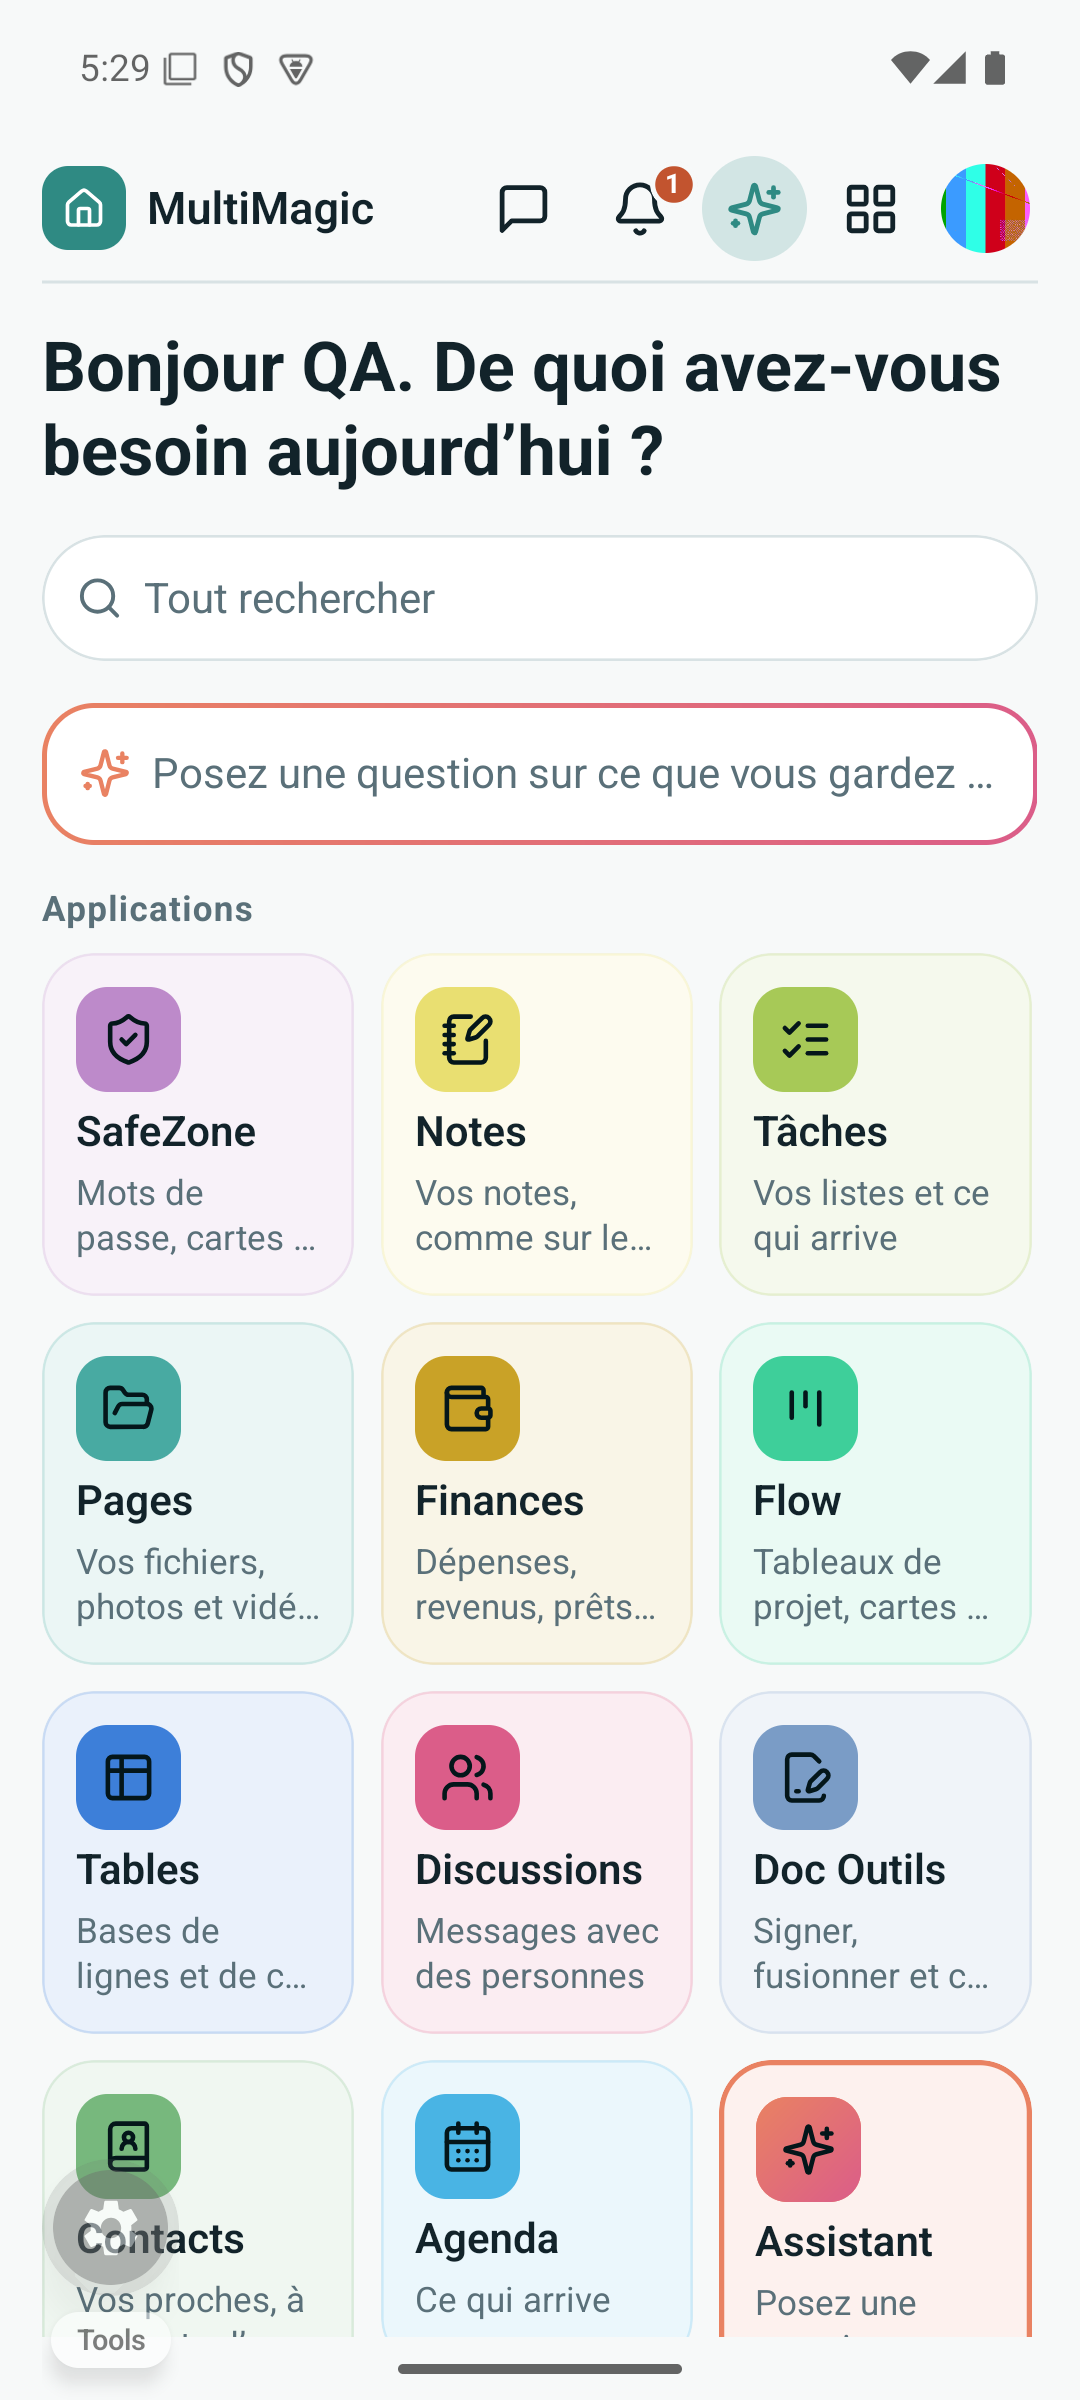 5:29
MultiMagic
1
Bonjour QA. De quoi avez-vous
besoin aujourd’hui ?
Tout rechercher
Posez une question sur ce que vous gardez …
Applications
SafeZone
Mots de
passe, cartes …
Notes
Vos notes,
comme sur le…
Tâches
Vos listes et ce
qui arrive
Pages
Vos fichiers,
photos et vidé…
Finances
Dépenses,
revenus, prêts…
Flow
Tableaux de
projet, cartes …
Tables
Bases de
lignes et de c…
Discussions
Messages avec
des personnes
Doc Outils
Signer,
fusionner et c…
Contacts
Vos proches, à
Agenda
Ce qui arrive
Assistant
Posez une
Tools